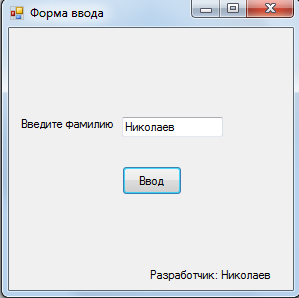 Форма ввода
Введите фамилию Николаев
Ввод
Разработчик: Николаев